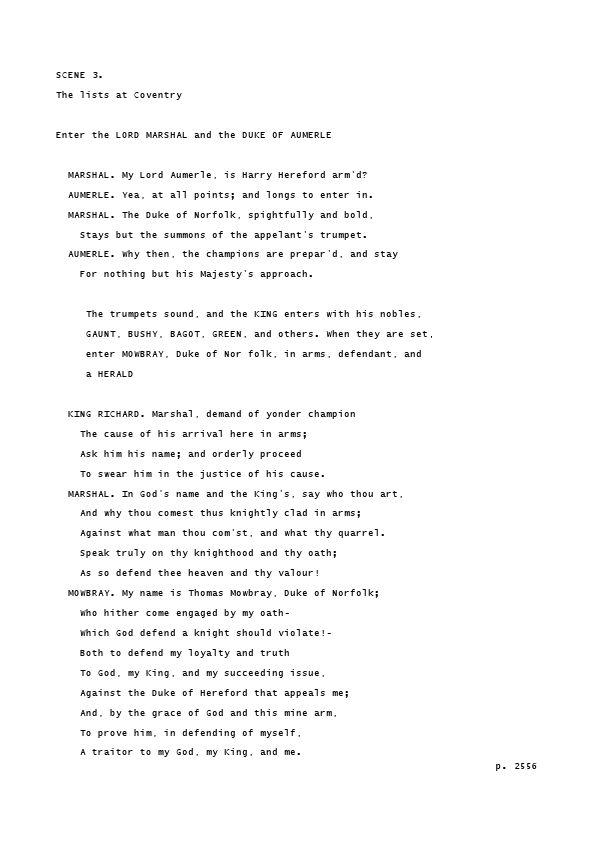 SCENE 3.
The lists at Coventry
Enter the LORD MARSHAL and the DUKE OF AUMERLE
MARSHAL. My Lord Aumerle, is Harry Hereford arm'd?
AUMERLE. Yea, at all points; and longs to enter in.
MARSHAL. The Duke of Norfolk, spightfully and bold,
Stays but the summons of the appelant's trumpet.
AUMERLE. Why then, the champions are prepar'd, and stay
For nothing but his Majesty's approach.
The trumpets sound, and the KING enters with his nobles,
GAUNT, BUSHY, BAGOT, GREEN, and others. When they are set,
enter MOWBRAY, Duke of Nor folk, in arms, defendant, and
a HERALD
KING RICHARD. Marshal, demand of yonder champion
The cause of his arrival here in arms;
Ask him his name; and orderly proceed
To swear him in the justice of his cause.
MARSHAL. In God's name and the King's, say who thou art,
And why thou comest thus knightly clad in arms;
Against what man thou com'st, and what thy quarrel.
Speak truly on thy knighthood and thy oath;
As so defend thee heaven and thy valour!
MOWBRAY. My name is Thomas Mowbray, Duke of Norfolk;
Who hither come engaged by my oath-
Which God defend a knight should violate!-
Both to defend my loyalty and truth
To God, my King, and my succeeding issue,
Against the Duke of Hereford that appeals me;
And, by the grace of God and this mine arm,
To prove him, in defending of myself,
A traitor to my God, my King, and me.
p. 2556